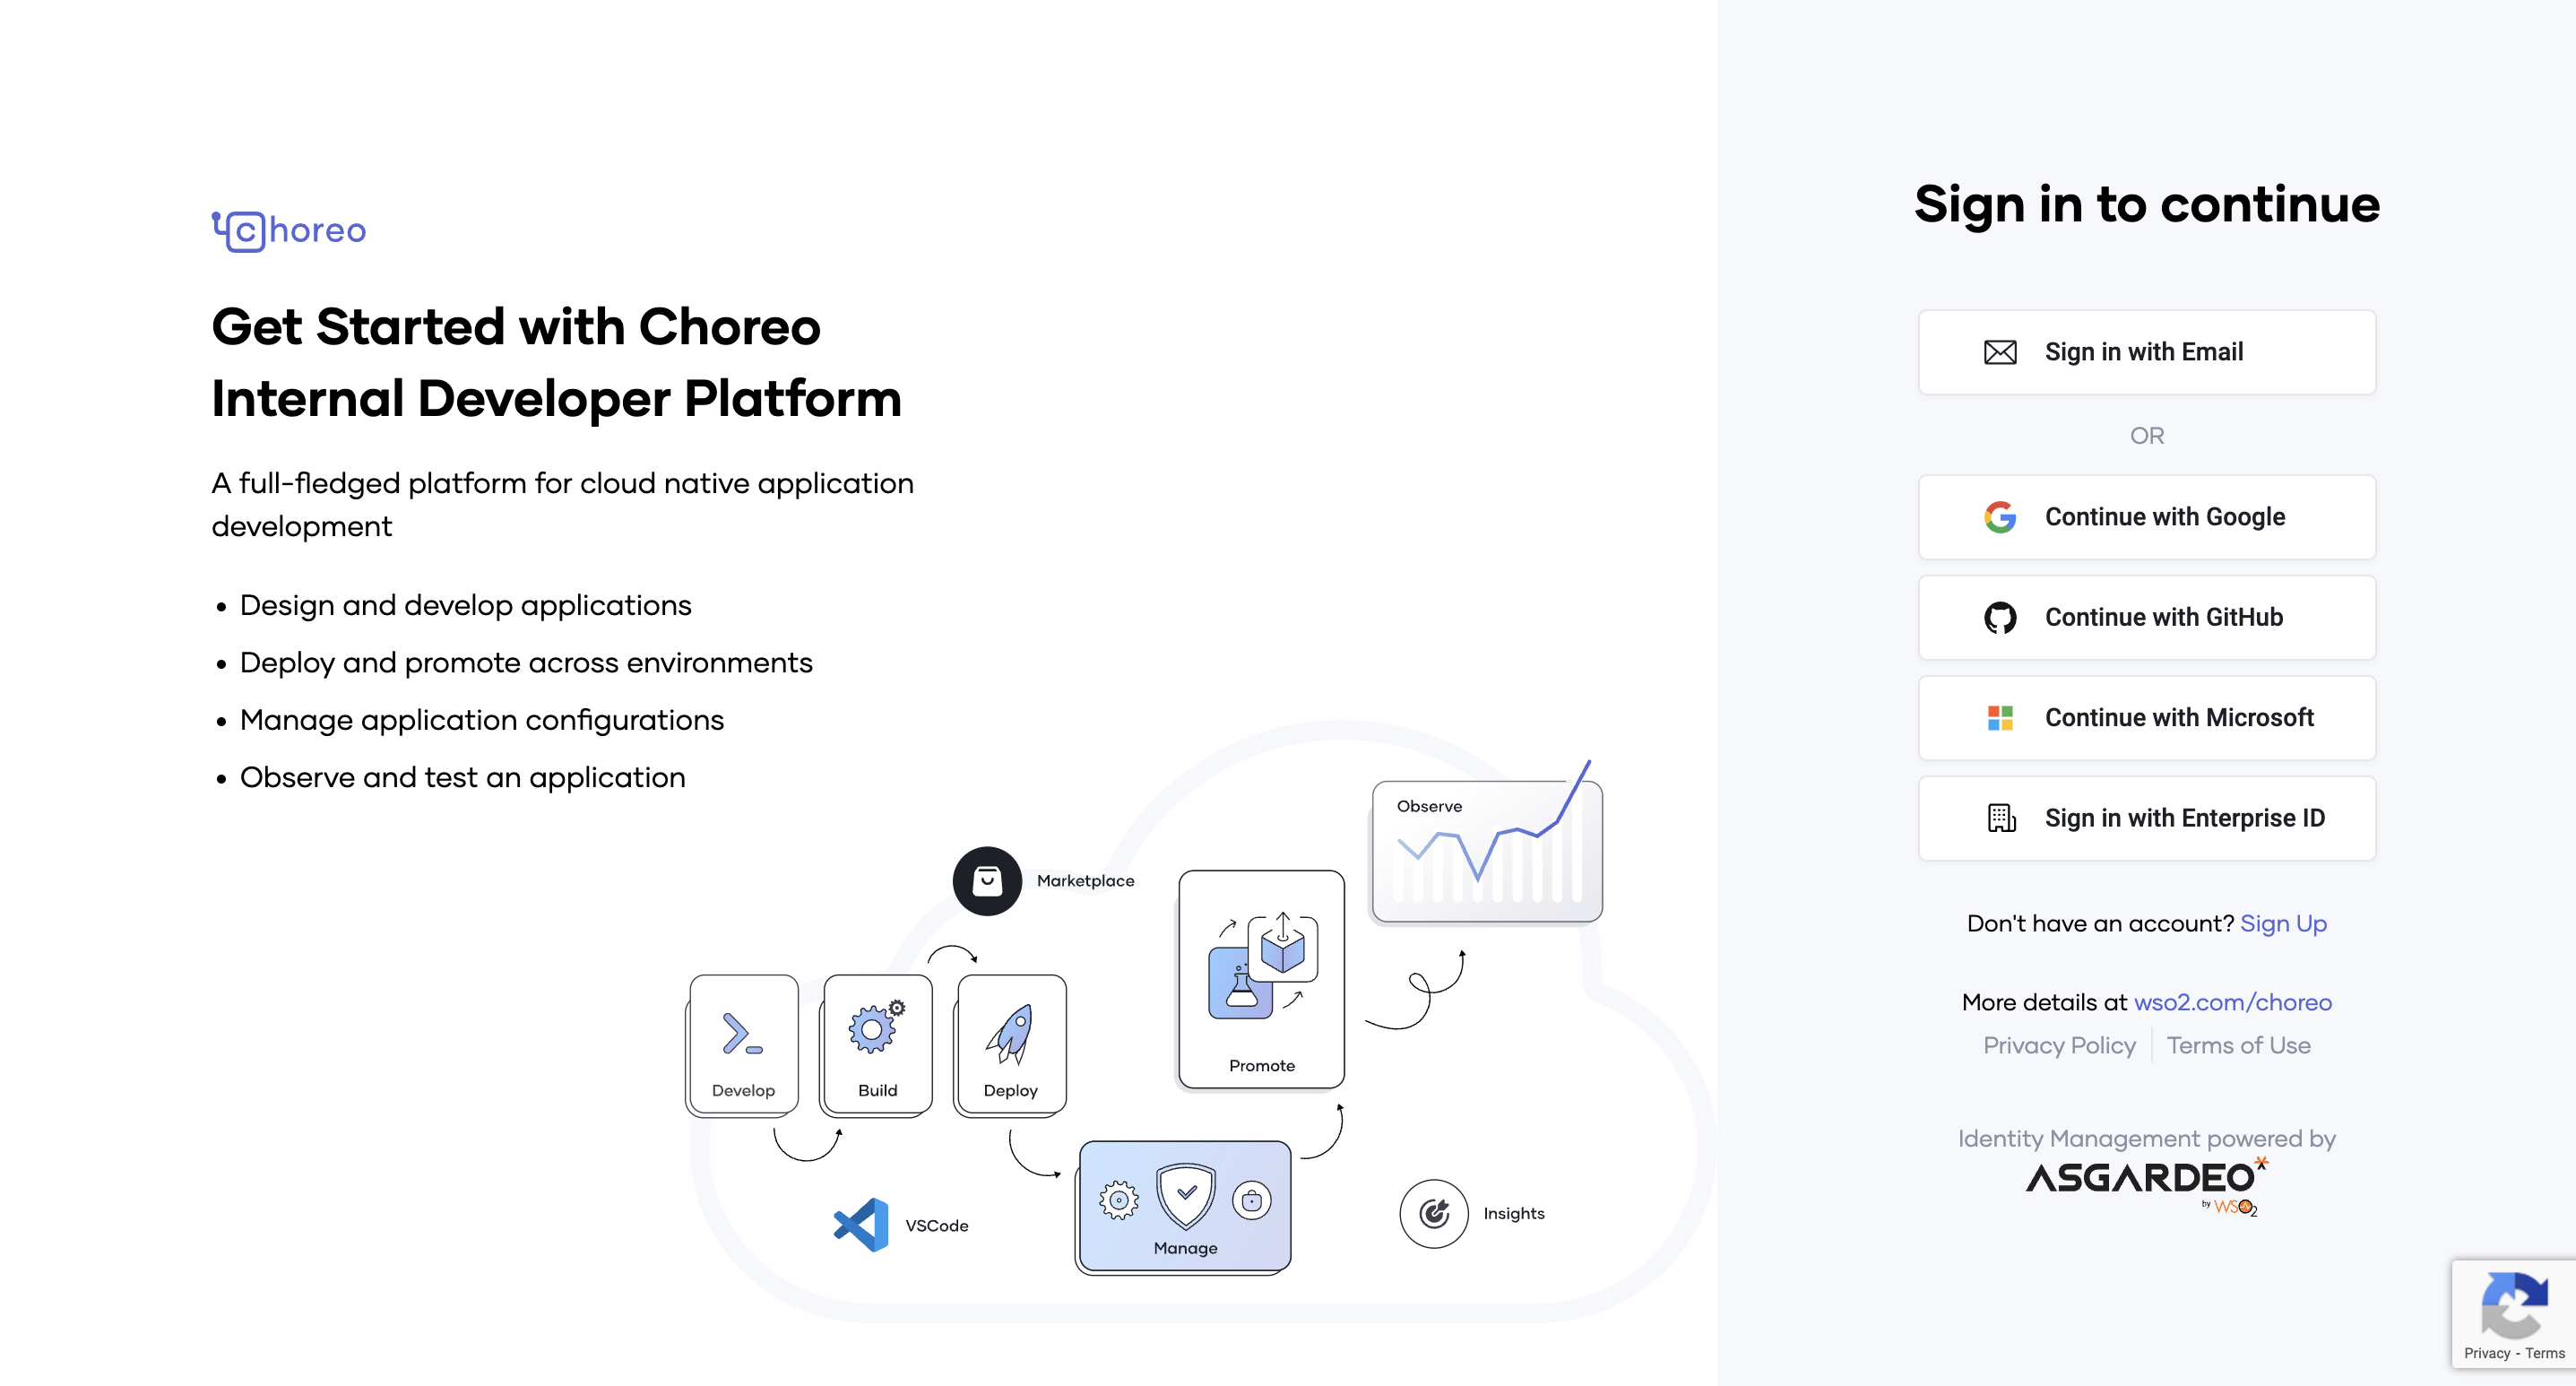 choreo
Get Started with Choreo
Internal Developer Platform
A full-fledged platform for cloud native application
development
• Design and develop applications
• Deploy and promote across environments
• Manage application configurations
• Observe and test an application
Observe
Marketplace
Promote
Develop
Build
Deploy
Manage
VSCode
Insights
Sign in to continue
Sign in with Email
OR
Continue with Google
Continue with GitHub
Continue with Microsoft
Sign in with Enterprise ID
Don't have an account? Sign Up
More details at wso2.com/choreo
Privacy Policy Terms of Use
Identity Management powered by
ASGARDEO
by WSO2
Privacy - Terms